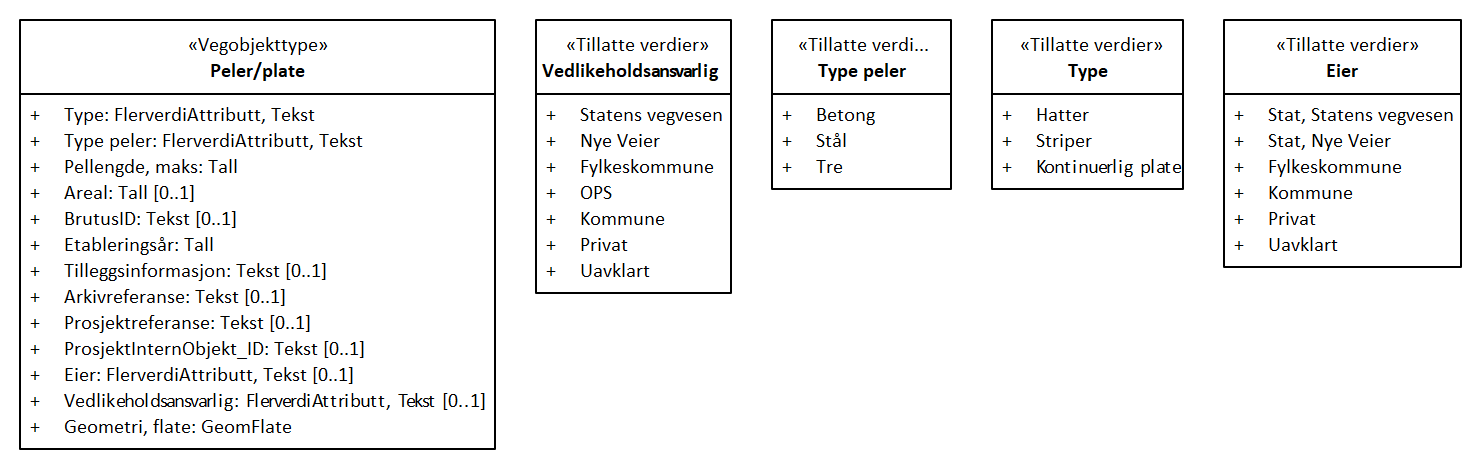 «Vegobjekttype»
Peler/plate
+ Type: FlerverdiAttributt, Tekst
+ Type peler: FlerverdiAttributt, Tekst
+ Pellengde, maks: Tall
+ Areal: Tall [0..1]
+ BrutusID: Tekst [0..1]
+ Etableringsår: Tall
+ Tilleggsinformasjon: Tekst [0..1]
+ Arkivreferanse: Tekst [0..1]
+ Prosjektreferanse: Tekst [0..1]
+ ProsjektInternObjekt_ID: Tekst [0..1]
+ Eier: FlerverdiAttributt, Tekst [0..1]
+ Vedlikeholdsansvarlig: FlerverdiAttributt, Tekst [0..1]
+ Geometri, flate: GeomFlate
«Tillatte verdier»
Vedlikeholdsansvarlig
+ Statens vegvesen
+ Nye Veier
+ Fylkeskommune
+ OPS
+ Kommune
+ Privat
+ Uavklart
«Tillatte verdi...
Type peler
+ Betong
+ Stål
+ Tre
«Tillatte verdier»
Type
+ Hatter
+ Striper
+ Kontinuerlig plate
«Tillatte verdier»
Eier
+ Stat, Statens vegvesen
+ Stat, Nye Veier
+ Fylkeskommune
+ Kommune
+ Privat
+ Uavklart